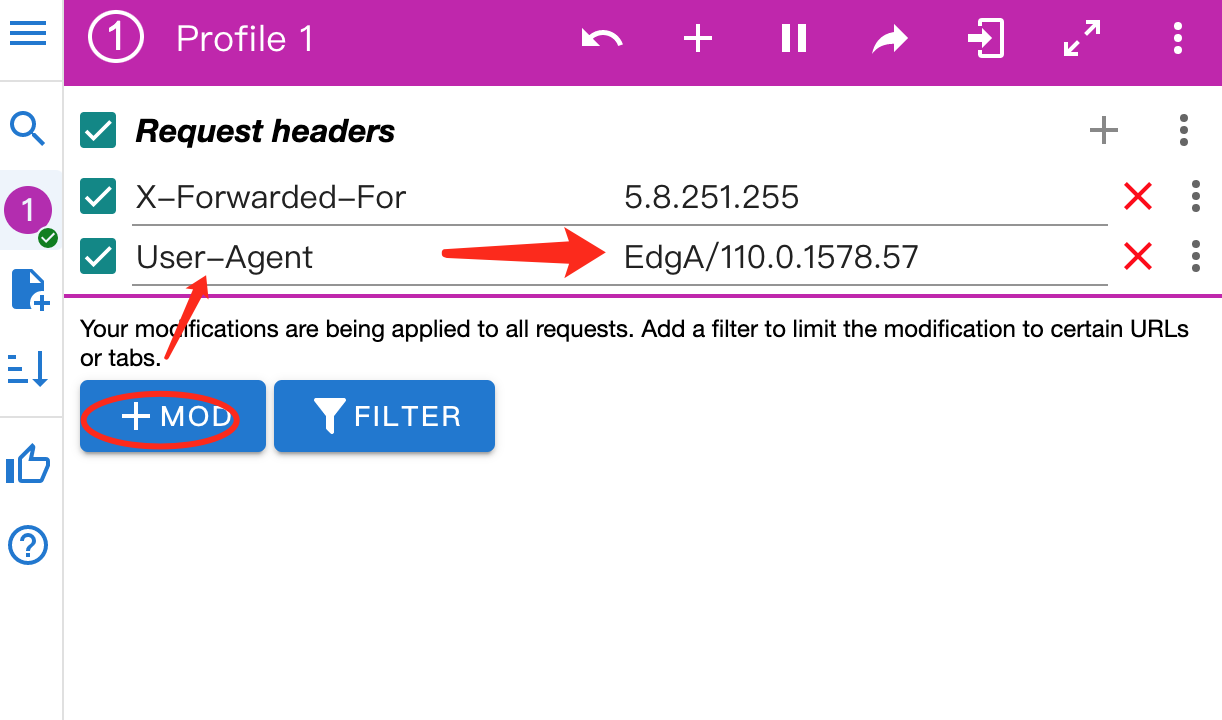 1 Profile 1
Request headers
1
X-Forwarded-For 5.8.251.255
User-Agent EdgA/110.0.1578.57
Your modifications are being applied to all requests. Add a filter to limit the modification to certain URLs
or tabs.
+ MOD FILTER
?